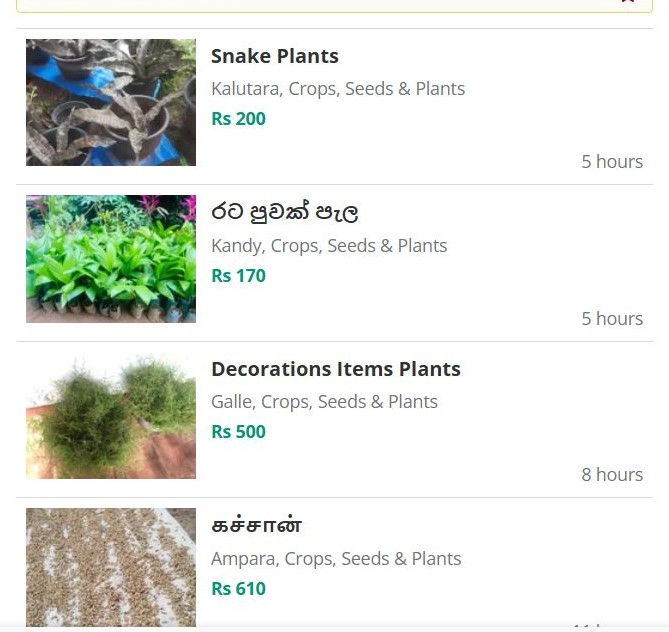 Snake Plants
Kalutara, Crops, Seeds & Plants
Rs 200
5 hours
රට පුවක් පැල
Kandy, Crops, Seeds & Plants
Rs 170
5 hours
Decorations Items Plants
Galle, Crops, Seeds & Plants
Rs 500
8 hours
கச்சான்
Ampara, Crops, Seeds & Plants
Rs 610